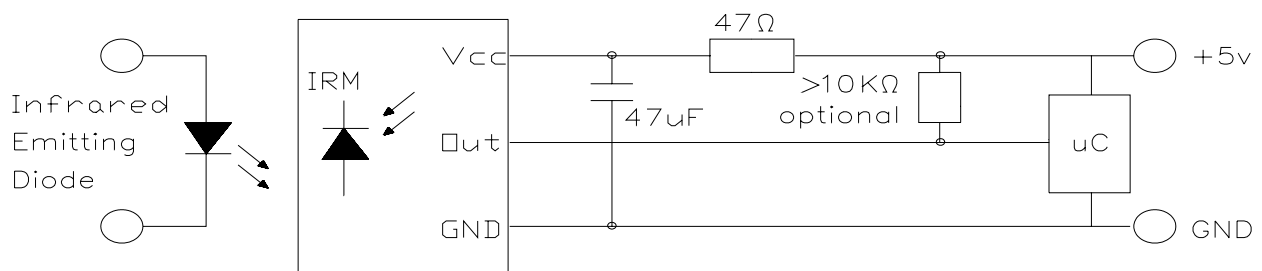 Infrared
Emitting
Diode
IRM
Vcc
Out
GND
47uF
47Ω
>10KΩ
optional
uC
+5v
GND